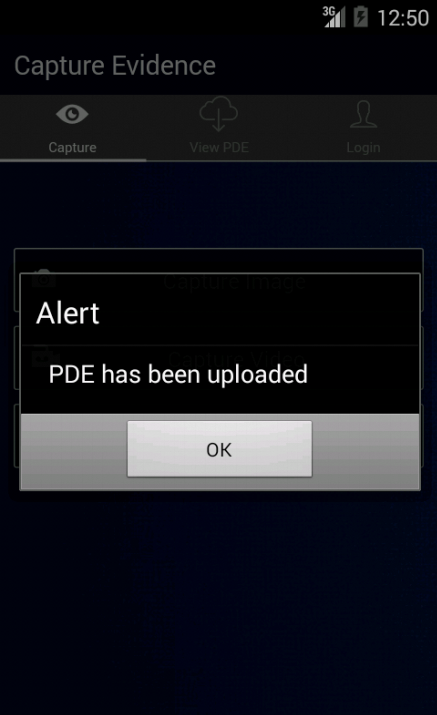 3G
12:50
Capture Evidence
Capture
View PDE
Login
Capture Image
Alert
Capture Video
PDE has been uploaded
OK